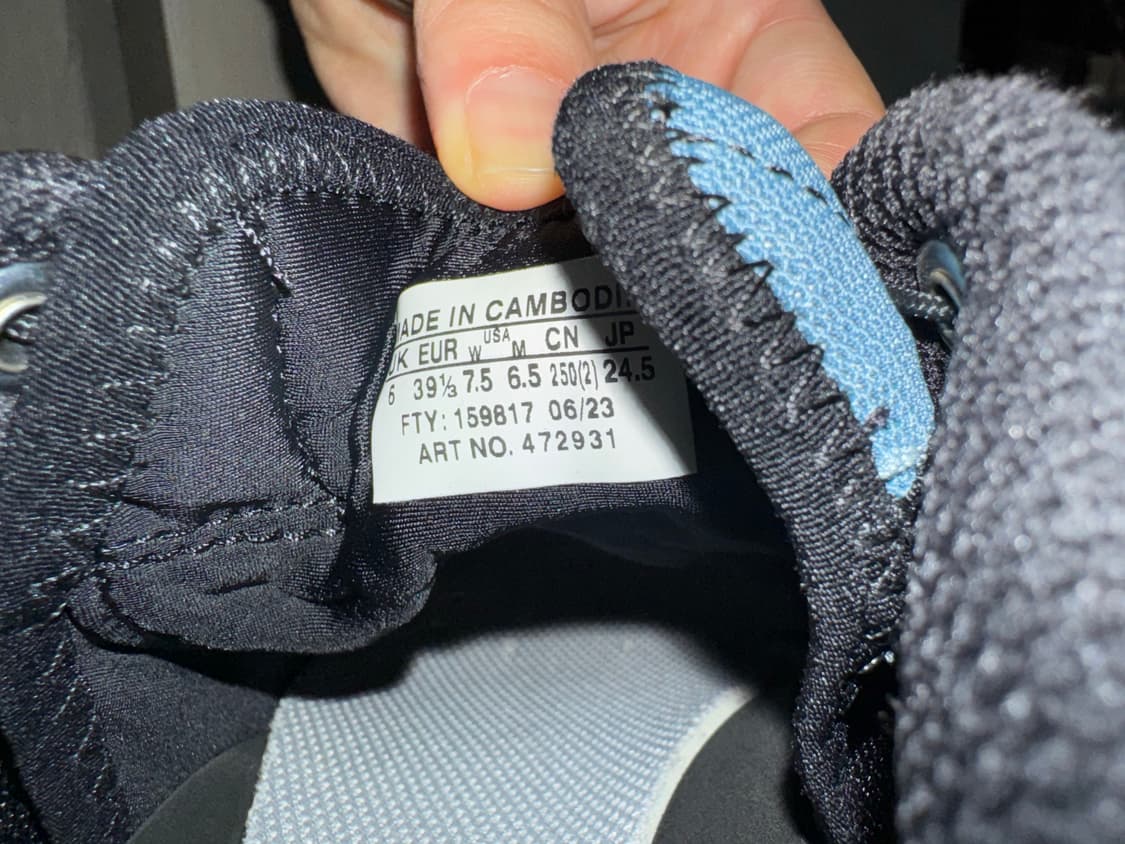 MADE IN CAMBODI
UK EUR W USA M CN JP
6 39⅓ 7.5 6.5 250(2) 24.5
FTY: 159817 06/23
ART NO. 472931